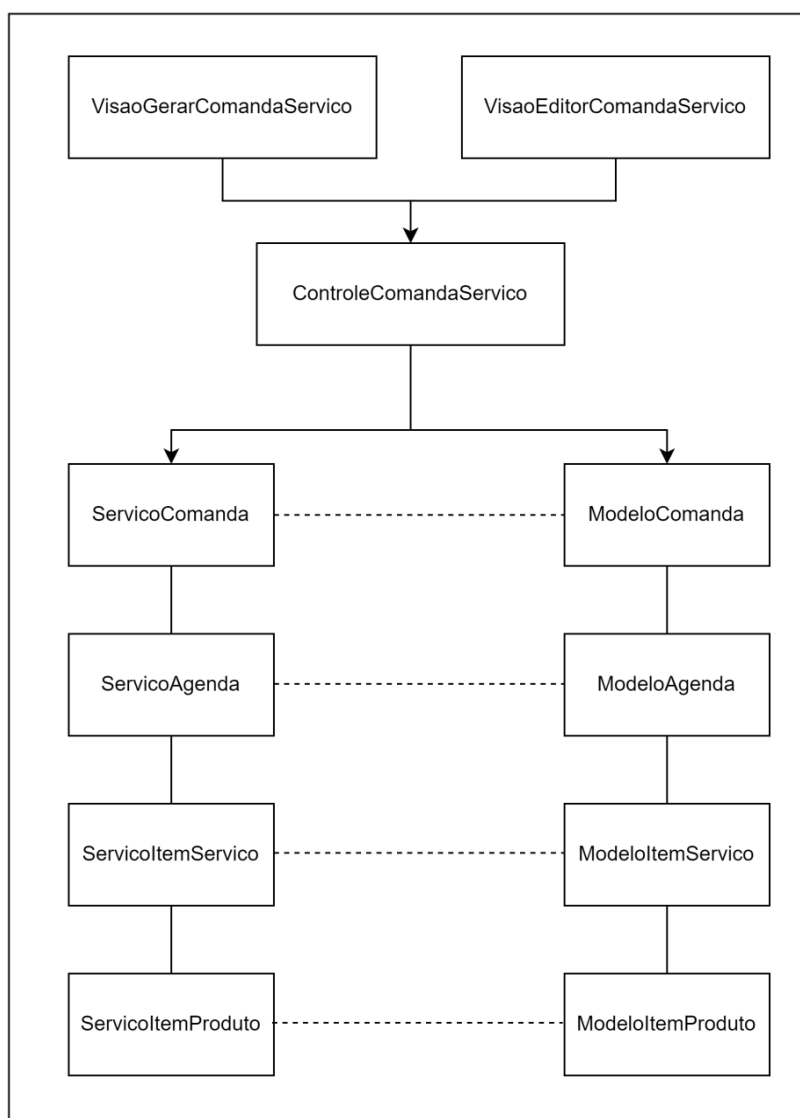 VisaoGerarComandaServico
VisaoEditorComandaServico
ControleComandaServico
ServicoComanda
ModeloComanda
ServicoAgenda
ModeloAgenda
ServicoItemServico
ModeloItemServico
ServicoItemProduto
ModeloItemProduto